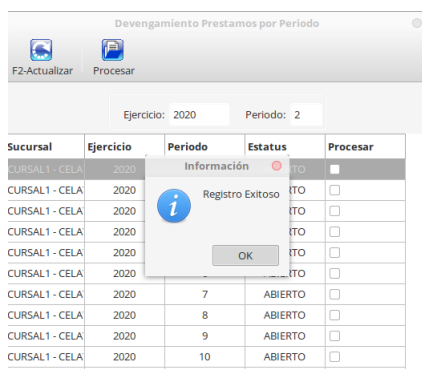 Devengamiento Prestamos por Periodo
F2-Actualizar Procesar
Ejercicio: 2020 Periodo: 2
Sucursal Ejercicio Periodo Estatus Procesar
CURSAL1 - CELA 2020
CURSAL1 - CELA 2020
CURSAL1 - CELA 2020
CURSAL1 - CELA 2020
CURSAL1 - CELA 2020
CURSAL1 - CELA 2020
CURSAL1 - CELA 2020 7 ABIERTO
CURSAL1 - CELA 2020 8 ABIERTO
CURSAL1 - CELA 2020 9 ABIERTO
CURSAL1 - CELA 2020 10 ABIERTO
Información
Registro Exitoso
OK